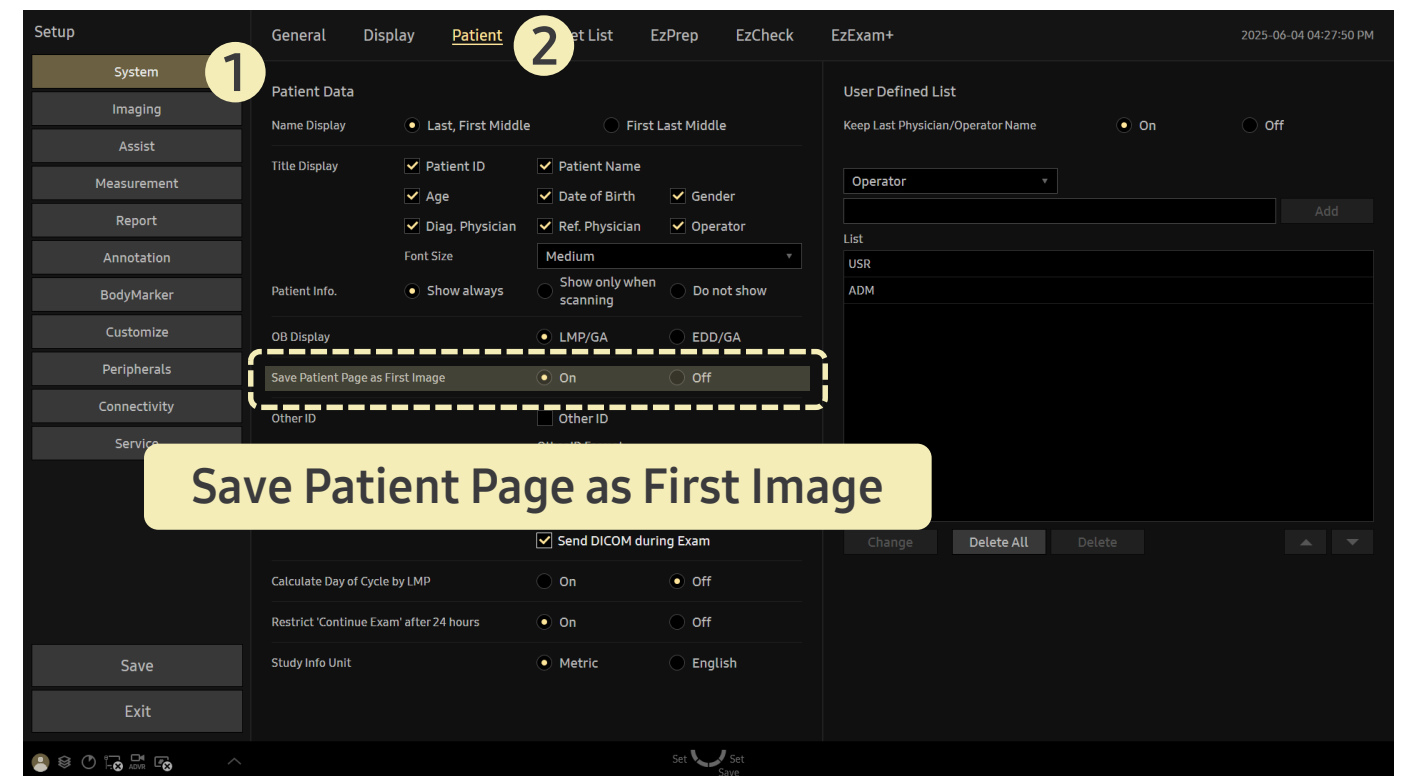 Setup
General Display Patient 2 et List EzPrep EzCheck EzExam+ 2025-06-04 04:27:50 PM
System 1
Imaging
Assist
Measurement
Report
Annotation
BodyMarker
Customize
Peripherals
Connectivity
Service
Save
Exit
Patient Data
Name Display Last, First Middle First Last Middle
Title Display Patient ID Patient Name
Age Date of Birth Gender
Diag. Physician Ref. Physician Operator
Font Size Medium
Patient Info. Show always Show only when scanning Do not show
OB Display LMP/GA EDD/GA
Save Patient Page as First Image On Off
Other ID Other ID
Save Patient Page as First Image
Send DICOM during Exam
Calculate Day of Cycle by LMP On Off
Restrict 'Continue Exam' after 24 hours On Off
Study Info Unit Metric English
User Defined List
Keep Last Physician/Operator Name On Off
Operator
Add
List
USR
ADM
Change Delete All Delete
ADVR
Set Set
Save